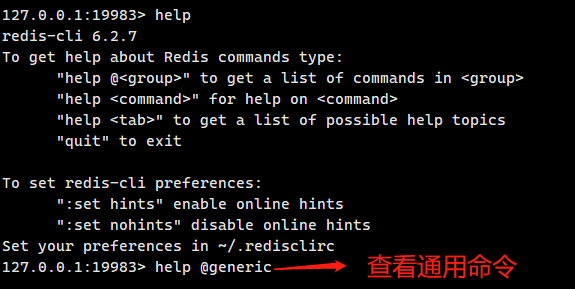 127.0.0.1:19983> help
redis-cli 6.2.7
To get help about Redis commands type:
      "help @<group>" to get a list of commands in <group>
      "help <command>" for help on <command>
      "help <tab>" to get a list of possible help topics
      "quit" to exit

To set redis-cli preferences:
      ":set hints" enable online hints
      ":set nohints" disable online hints
Set your preferences in ~/.redisclirc
127.0.0.1:19983> help @generic 查看通用命令